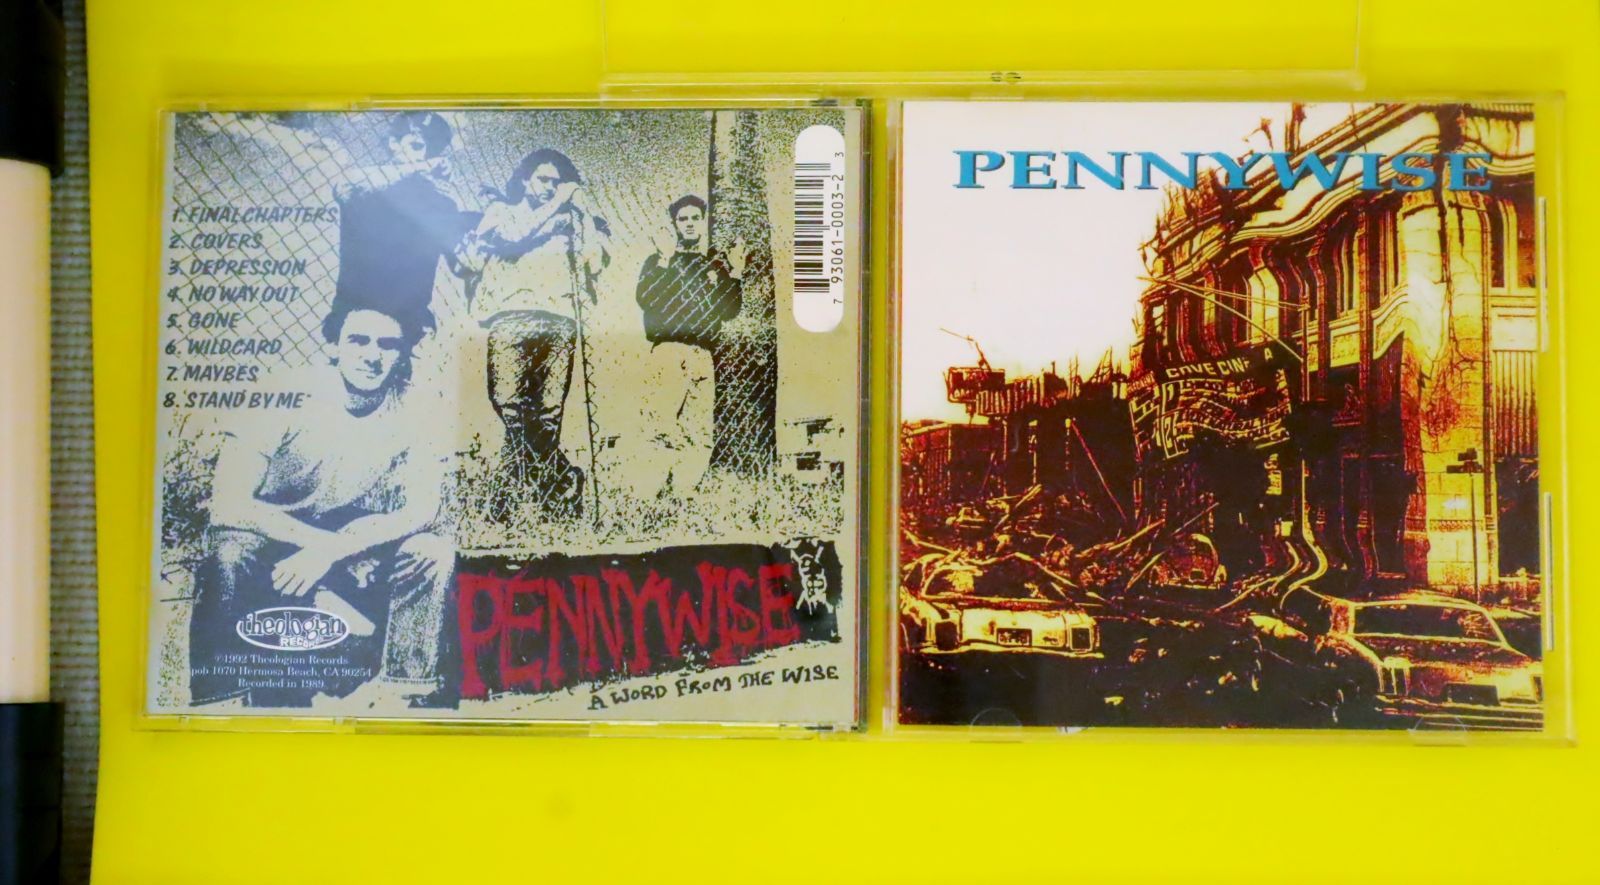 1. FINAL CHAPTERS
2. COVERS
3. DEPRESSION
4. NO WAY OUT
5. GONE
6. WILDCARD
7. MAYBES
8. "STAND BY ME"
7 93061-0003-2 3
theologian
RECORDS
℗1992 Theologian Records
pob 1070 Hermosa Beach, CA 90254
Recorded in 1989.
PENNYWISE
A WORD FROM THE WISE
PENNYWISE